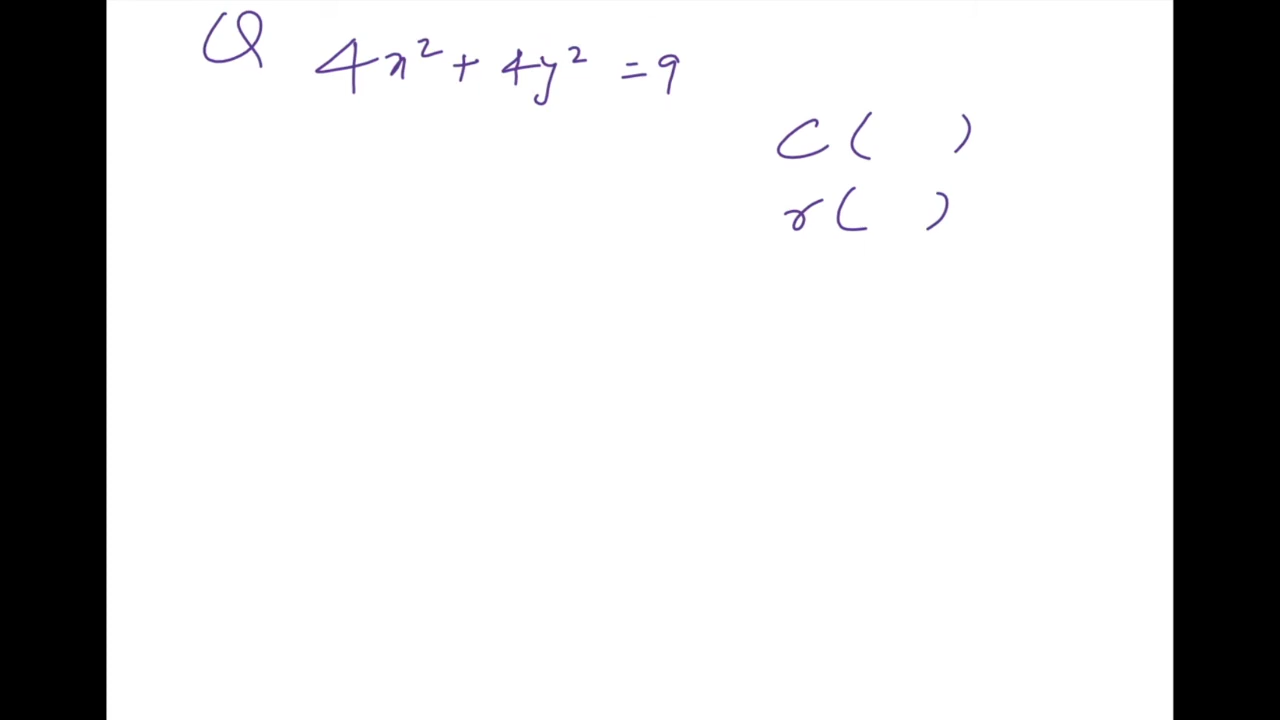 Q 4x² + 4y² = 9
C( )
r( )